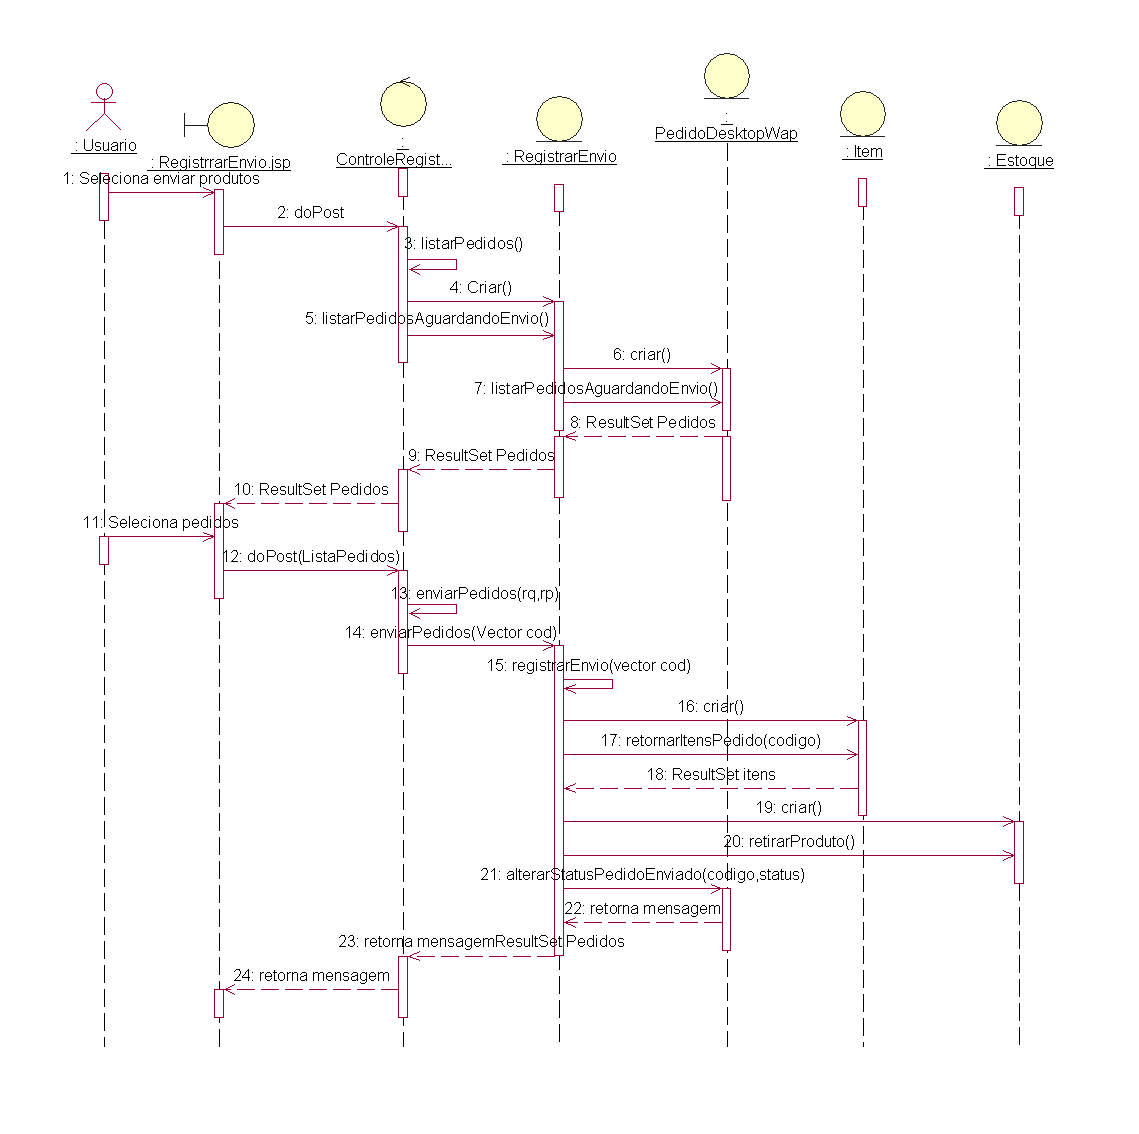 : Usuario
: RegistrrarEnvio.jsp
:
ControleRegist...
: RegistrarEnvio
:
PedidoDesktopWap
: Item
: Estoque
1: Seleciona enviar produtos
2: doPost
3: listarPedidos()
4: Criar()
5: listarPedidosAguardandoEnvio()
6: criar()
7: listarPedidosAguardandoEnvio()
8: ResultSet Pedidos
9: ResultSet Pedidos
10: ResultSet Pedidos
11: Seleciona pedidos
12: doPost(ListaPedidos)
13: enviarPedidos(rq,rp)
14: enviarPedidos(Vector cod)
15: registrarEnvio(vector cod)
16: criar()
17: retornarItensPedido(codigo)
18: ResultSet itens
19: criar()
20: retirarProduto()
21: alterarStatusPedidoEnviado(codigo,status)
22: retorna mensagem
23: retorna mensagemResultSet Pedidos
24: retorna mensagem